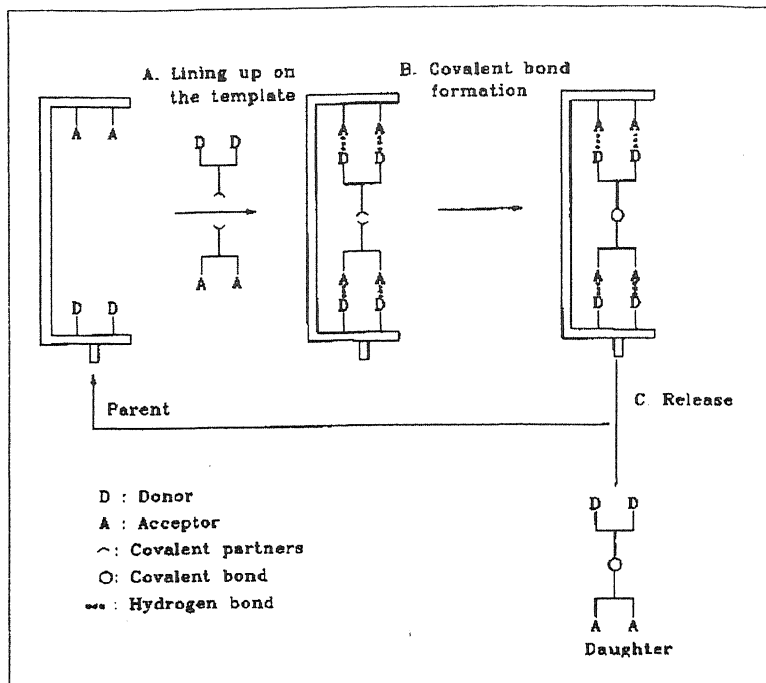 A. Lining up on
the template
B. Covalent bond
formation
A A
D D
A A
D D
A A
D D
A A
D D
A A
D D
A A
D D
D D
A A
Parent
C. Release
D : Donor
A : Acceptor
: Covalent partners
: Covalent bond
: Hydrogen bond
D D
A A
Daughter